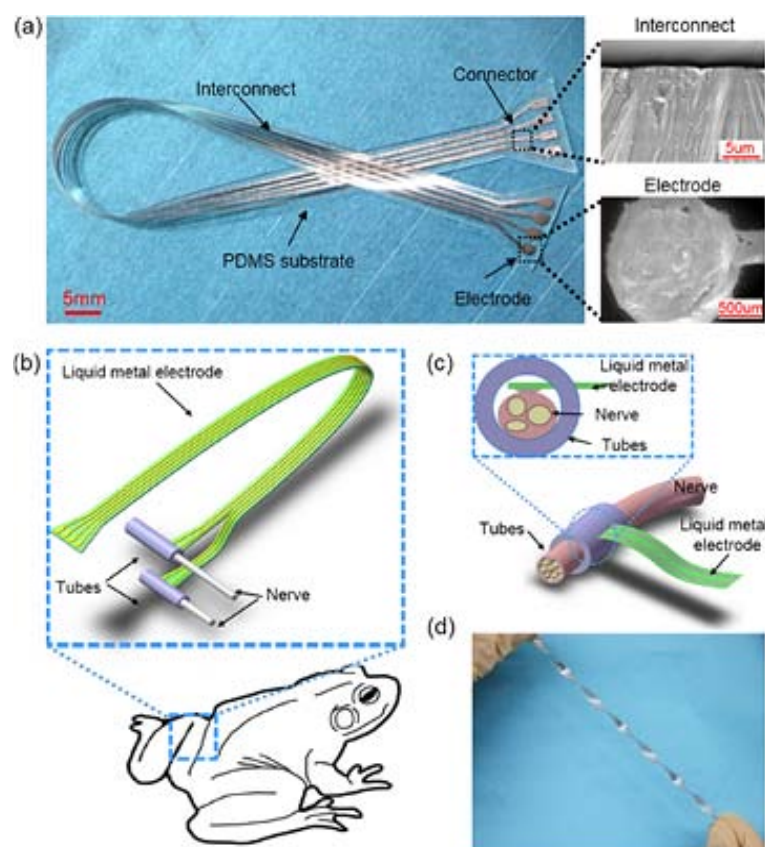 (a)
Interconnect
Connector
PDMS substrate
Electrode
5mm
Interconnect
5um
Electrode
500um
(b)
Liquid metal electrode
Tubes
Nerve
(c)
Liquid metal
electrode
Nerve
Tubes
Nerve
Tubes
Liquid metal
electrode
(d)